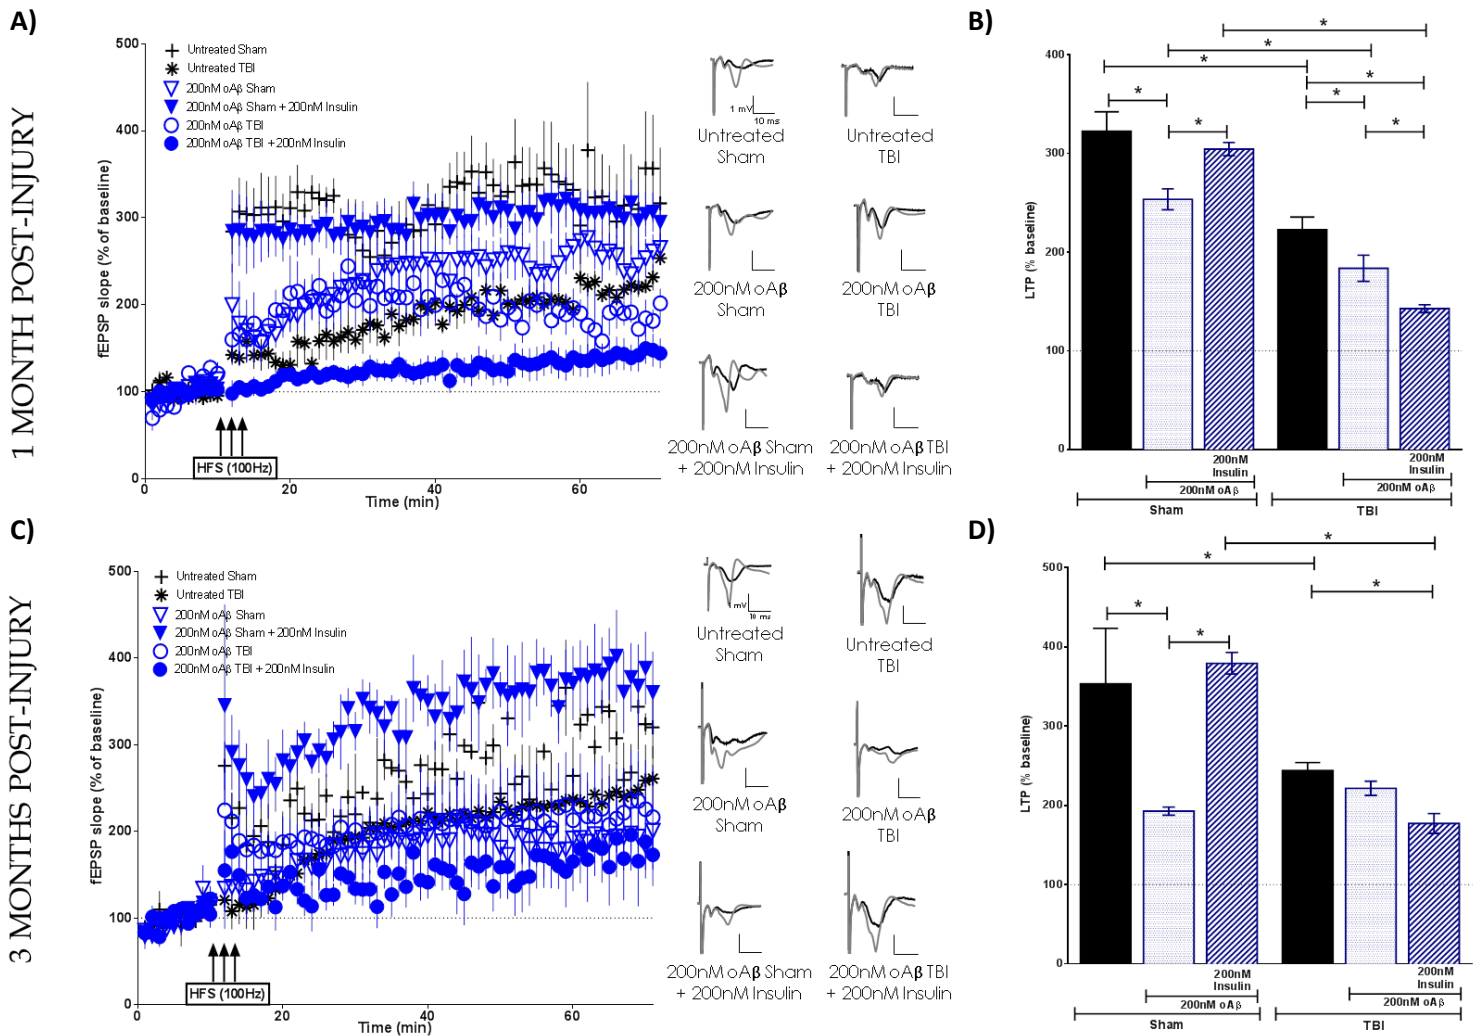 A)
1 MONTH POST-INJURY
fEPSP slope (% of baseline)
500
400
300
200
100
0
Untreated Sham
Untreated TBI
200nM oAβ Sham
200nM oAβ Sham + 200nM Insulin
200nM oAβ TBI
200nM oAβ TBI + 200nM Insulin
HFS (100Hz)
0
20
40
60
Time (min)
1 mV
10 ms
Untreated
Sham
Untreated
TBI
200nM oAβ
Sham
200nM oAβ
TBI
200nM oAβ Sham
+ 200nM Insulin
200nM oAβ TBI
+ 200nM Insulin
B)
LTP (% baseline)
400
300
200
100
0
*
*
*
*
*
*
*
*
200nM
Insulin
200nM oAβ
Sham
200nM
Insulin
200nM oAβ
TBI
C)
3 MONTHS POST-INJURY
fEPSP slope (% of baseline)
500
400
300
200
100
0
Untreated Sham
Untreated TBI
200nM oAβ Sham
200nM oAβ Sham + 200nM Insulin
200nM oAβ TBI
200nM oAβ TBI + 200nM Insulin
HFS (100Hz)
0
20
40
60
Time (min)
mV
10 ms
Untreated
Sham
Untreated
TBI
200nM oAβ
Sham
200nM oAβ
TBI
200nM oAβ Sham
+ 200nM Insulin
200nM oAβ TBI
+ 200nM Insulin
D)
LTP (% baseline)
500
400
300
200
100
0
*
*
*
*
*
200nM
Insulin
200nM oAβ
Sham
200nM
Insulin
200nM oAβ
TBI